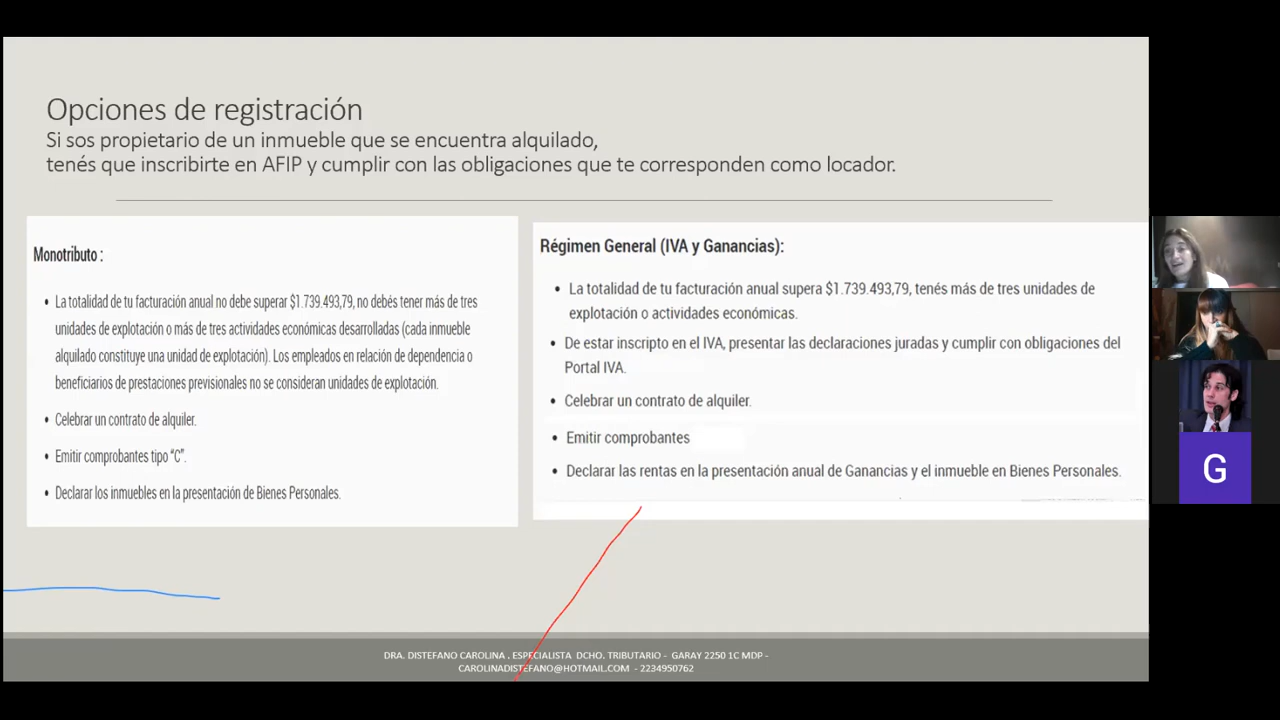 Opciones de registración
Si sos propietario de un inmueble que se encuentra alquilado,
tenés que inscribirte en AFIP y cumplir con las obligaciones que te corresponden como locador.
Monotributo :
• La totalidad de tu facturación anual no debe superar $1.739.493,79, no debés tener más de tres
unidades de explotación o más de tres actividades económicas desarrolladas (cada inmueble
alquilado constituye una unidad de explotación). Los empleados en relación de dependencia o
beneficiarios de prestaciones previsionales no se consideran unidades de explotación.
• Celebrar un contrato de alquiler.
• Emitir comprobantes tipo “C”.
• Declarar los inmuebles en la presentación de Bienes Personales.
Régimen General (IVA y Ganancias):
• La totalidad de tu facturación anual supera $1.739.493,79, tenés más de tres unidades de
explotación o actividades económicas.
• De estar inscripto en el IVA, presentar las declaraciones juradas y cumplir con obligaciones del
Portal IVA.
• Celebrar un contrato de alquiler.
• Emitir comprobantes
• Declarar las rentas en la presentación anual de Ganancias y el inmueble en Bienes Personales.
DRA. DISTEFANO CAROLINA . ESPECIALISTA DCHO. TRIBUTARIO - GARAY 2250 1C MDP -
CAROLINADISTEFANO@HOTMAIL.COM - 2234950762
G